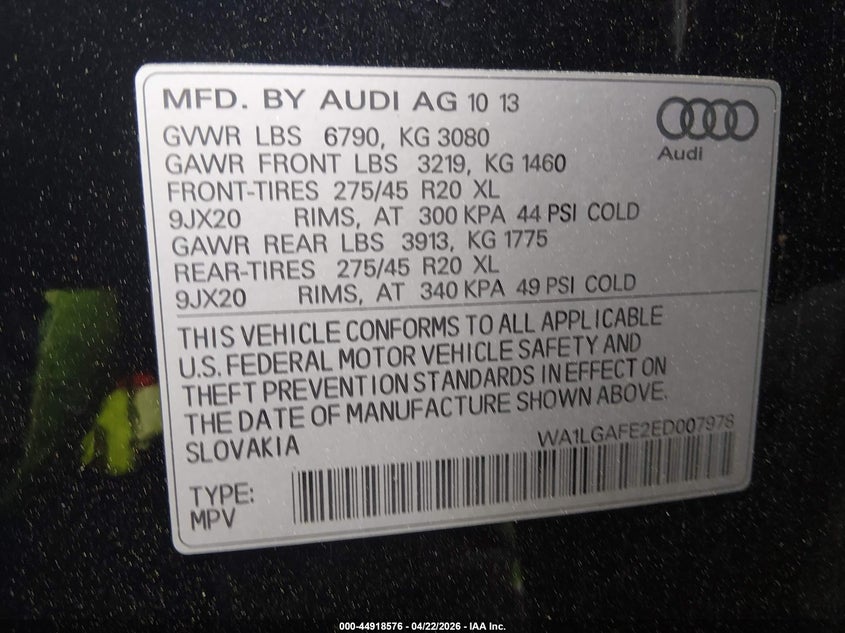 MFD. BY AUDI AG 10 13
Audi
GVWR LBS 6790, KG 3080
GAWR FRONT LBS 3219, KG 1460
FRONT-TIRES 275/45 R20 XL
9JX20 RIMS, AT 300 KPA 44 PSI COLD
GAWR REAR LBS 3913, KG 1775
REAR-TIRES 275/45 R20 XL
9JX20 RIMS, AT 340 KPA 49 PSI COLD
THIS VEHICLE CONFORMS TO ALL APPLICABLE
U.S. FEDERAL MOTOR VEHICLE SAFETY AND
THEFT PREVENTION STANDARDS IN EFFECT ON
THE DATE OF MANUFACTURE SHOWN ABOVE.
SLOVAKIA
WA1LGAFE2ED007978
TYPE:
MPV
000-44918576 - 04/22/2026 - IAA Inc.